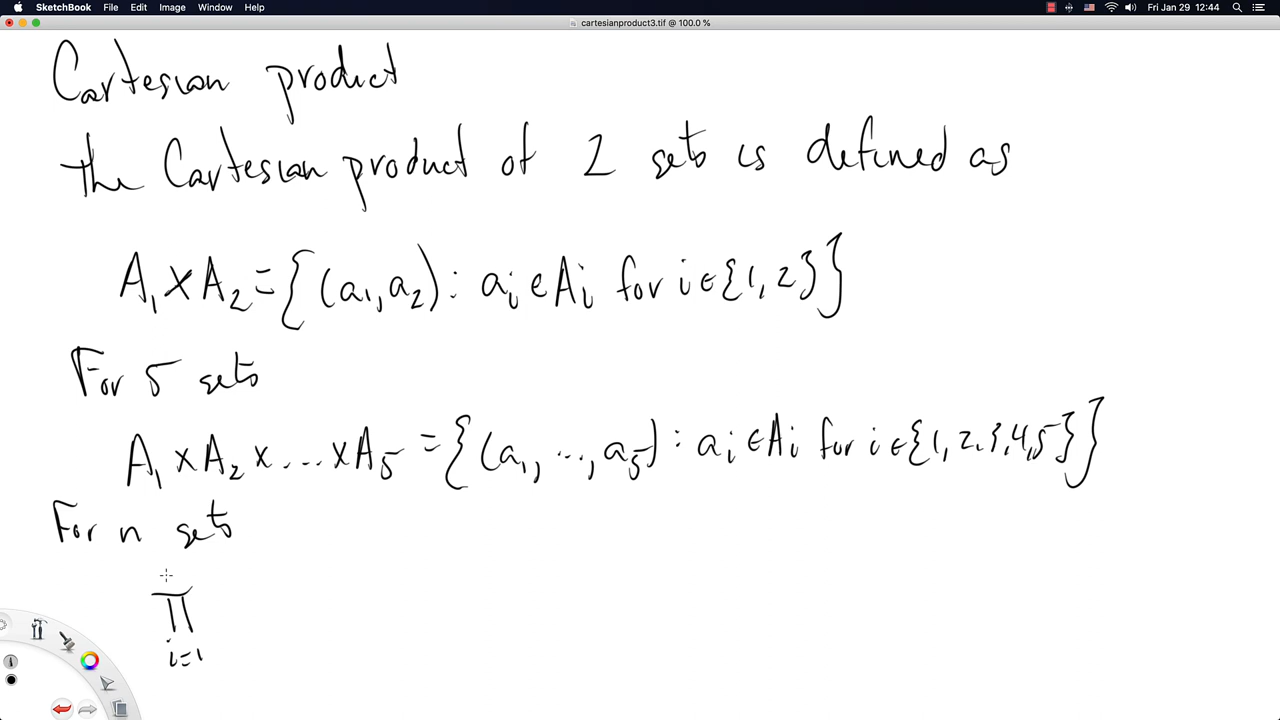 SketchBook File Edit Image Window Help Fri Jan 29 12:44
cartesianproduct3.tif @ 100.0 %
Cartesian product
the Cartesian product of 2 sets is defined as
A₁×A₂={(a₁,a₂): aᵢ∈Aᵢ for i∈{1,2}}
For 5 sets
A₁×A₂×...×A₅={(a₁,...,a₅): aᵢ∈Aᵢ for i∈{1,2,3,4,5}}
For n sets
∏
i=1